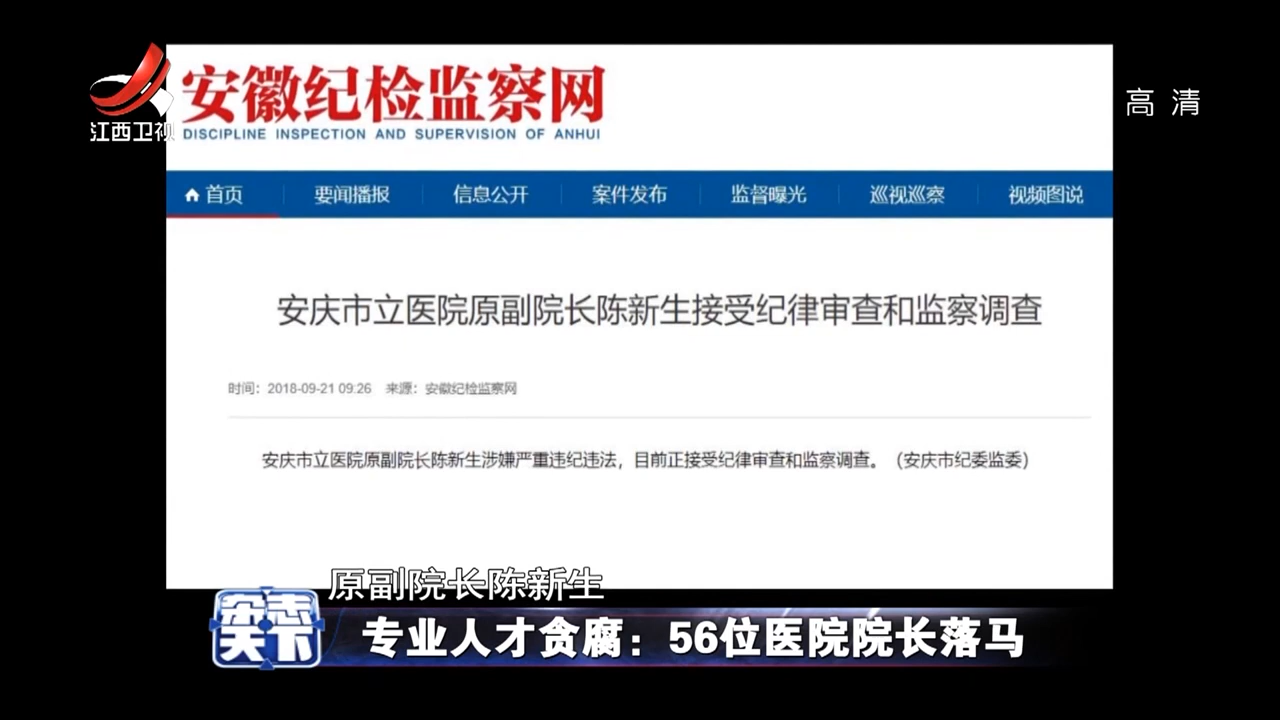 安徽纪检监察网
江西卫视
高清
DISCIPLINE INSPECTION AND SUPERVISION OF ANHUI
首页 要闻播报 信息公开 案件发布 监督曝光 巡视巡察 视频图说
安庆市立医院原副院长陈新生接受纪律审查和监察调查
时间：2018-09-21 09:26 来源：安徽纪检监察网
安庆市立医院原副院长陈新生涉嫌严重违纪违法，目前正接受纪律审查和监察调查。（安庆市纪委监委）
原副院长陈新生
杂志天下
专业人才贪腐：56位医院院长落马